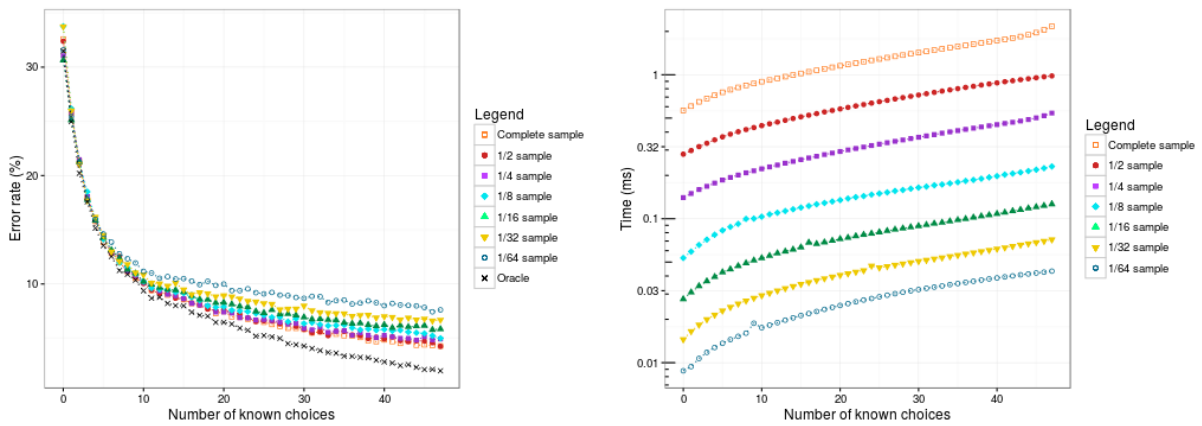 30
20
10
Error rate (%)
0
10
20
30
40
Number of known choices
Legend
Complete sample
1/2 sample
1/4 sample
1/8 sample
1/16 sample
1/32 sample
1/64 sample
Oracle
1
0.32
0.1
0.03
0.01
Time (ms)
0
10
20
30
40
Number of known choices
Legend
Complete sample
1/2 sample
1/4 sample
1/8 sample
1/16 sample
1/32 sample
1/64 sample